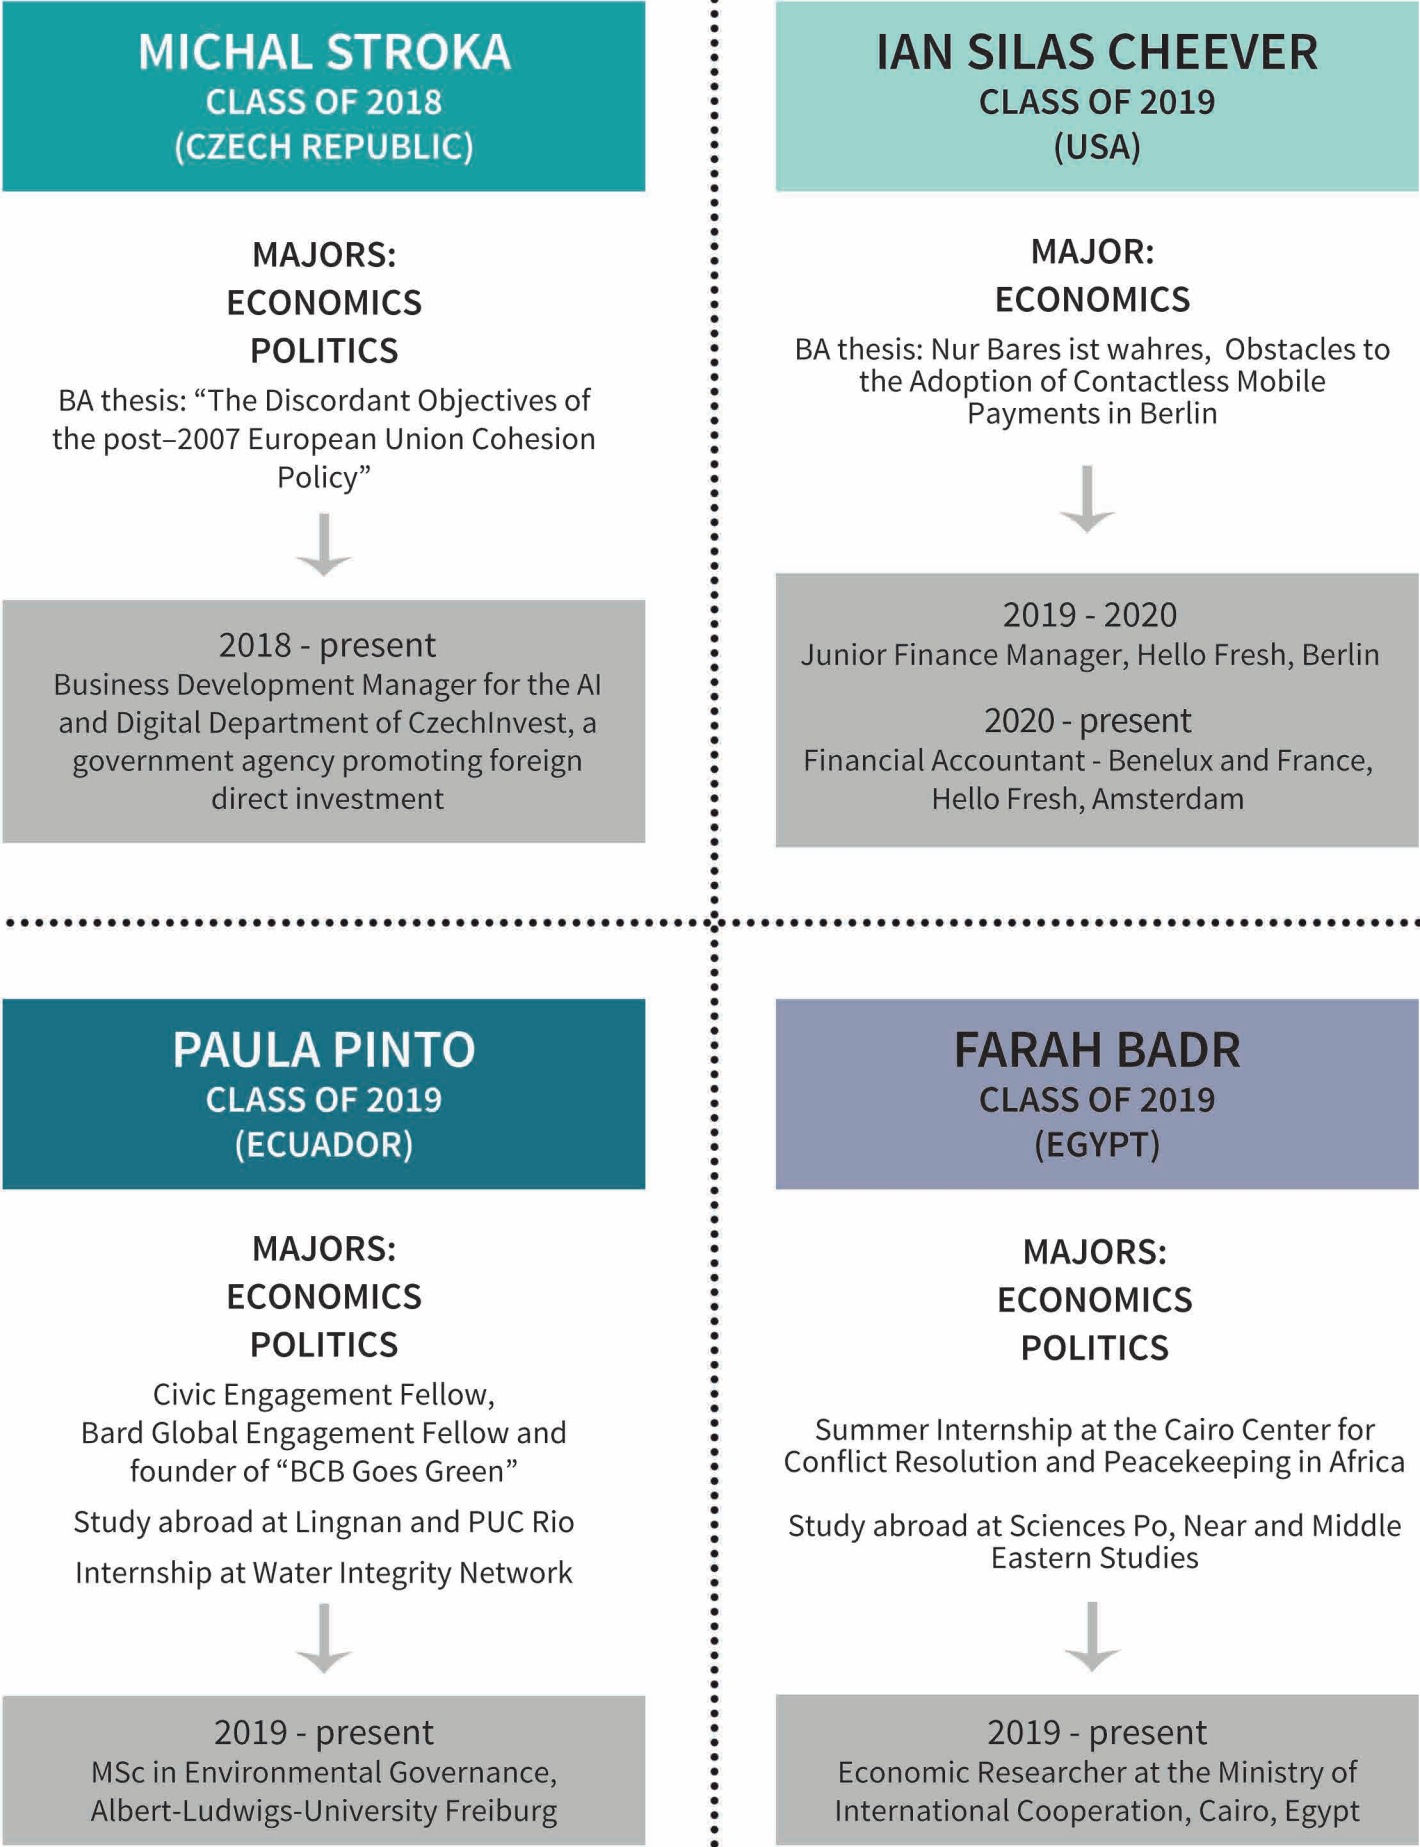 MICHAL STROKA
CLASS OF 2018
(CZECH REPUBLIC)
MAJORS:
ECONOMICS
POLITICS
BA thesis: “The Discordant Objectives of
the post–2007 European Union Cohesion
Policy”
2018 - present
Business Development Manager for the AI
and Digital Department of CzechInvest, a
government agency promoting foreign
direct investment
IAN SILAS CHEEVER
CLASS OF 2019
(USA)
MAJOR:
ECONOMICS
BA thesis: Nur Bares ist wahres, Obstacles to
the Adoption of Contactless Mobile
Payments in Berlin
2019 - 2020
Junior Finance Manager, Hello Fresh, Berlin
2020 - present
Financial Accountant - Benelux and France,
Hello Fresh, Amsterdam
PAULA PINTO
CLASS OF 2019
(ECUADOR)
MAJORS:
ECONOMICS
POLITICS
Civic Engagement Fellow,
Bard Global Engagement Fellow and
founder of “BCB Goes Green”
Study abroad at Lingnan and PUC Rio
Internship at Water Integrity Network
2019 - present
MSc in Environmental Governance,
Albert-Ludwigs-University Freiburg
FARAH BADR
CLASS OF 2019
(EGYPT)
MAJORS:
ECONOMICS
POLITICS
Summer Internship at the Cairo Center for
Conflict Resolution and Peacekeeping in Africa
Study abroad at Sciences Po, Near and Middle
Eastern Studies
2019 - present
Economic Researcher at the Ministry of
International Cooperation, Cairo, Egypt